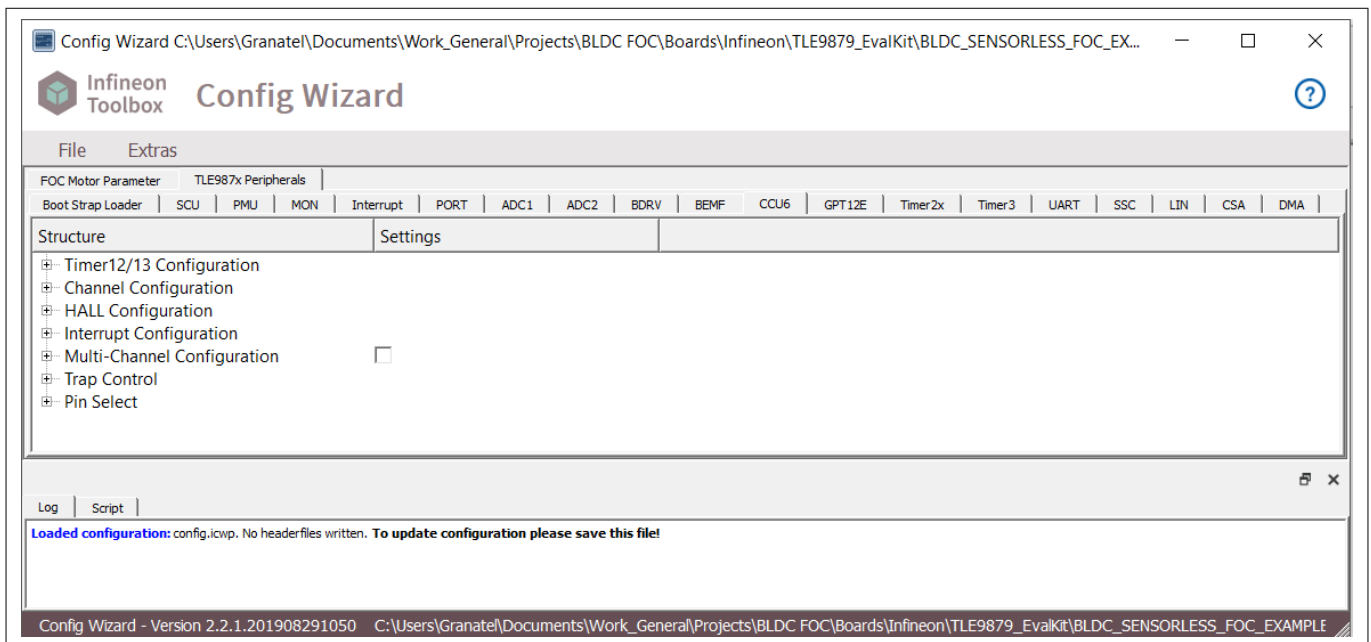 Config Wizard C:\Users\Granatel\Documents\Work_General\Projects\BLDC FOC\Boards\Infineon\TLE9879_EvalKit\BLDC_SENSORLESS_FOC_EX...
Infineon
Toolbox
Config Wizard
?
File Extras
FOC Motor Parameter TLE987x Peripherals
Boot Strap Loader SCU PMU MON Interrupt PORT ADC1 ADC2 BDRV BEMF CCU6 GPT12E Timer2x Timer3 UART SSC LIN CSA DMA
Structure Settings
Timer12/13 Configuration
Channel Configuration
HALL Configuration
Interrupt Configuration
Multi-Channel Configuration
Trap Control
Pin Select
Log Script
Loaded configuration: config.icwp. No headerfiles written. To update configuration please save this file!
Config Wizard - Version 2.2.1.201908291050 C:\Users\Granatel\Documents\Work_General\Projects\BLDC FOC\Boards\Infineon\TLE9879_EvalKit\BLDC_SENSORLESS_FOC_EXAMPLE